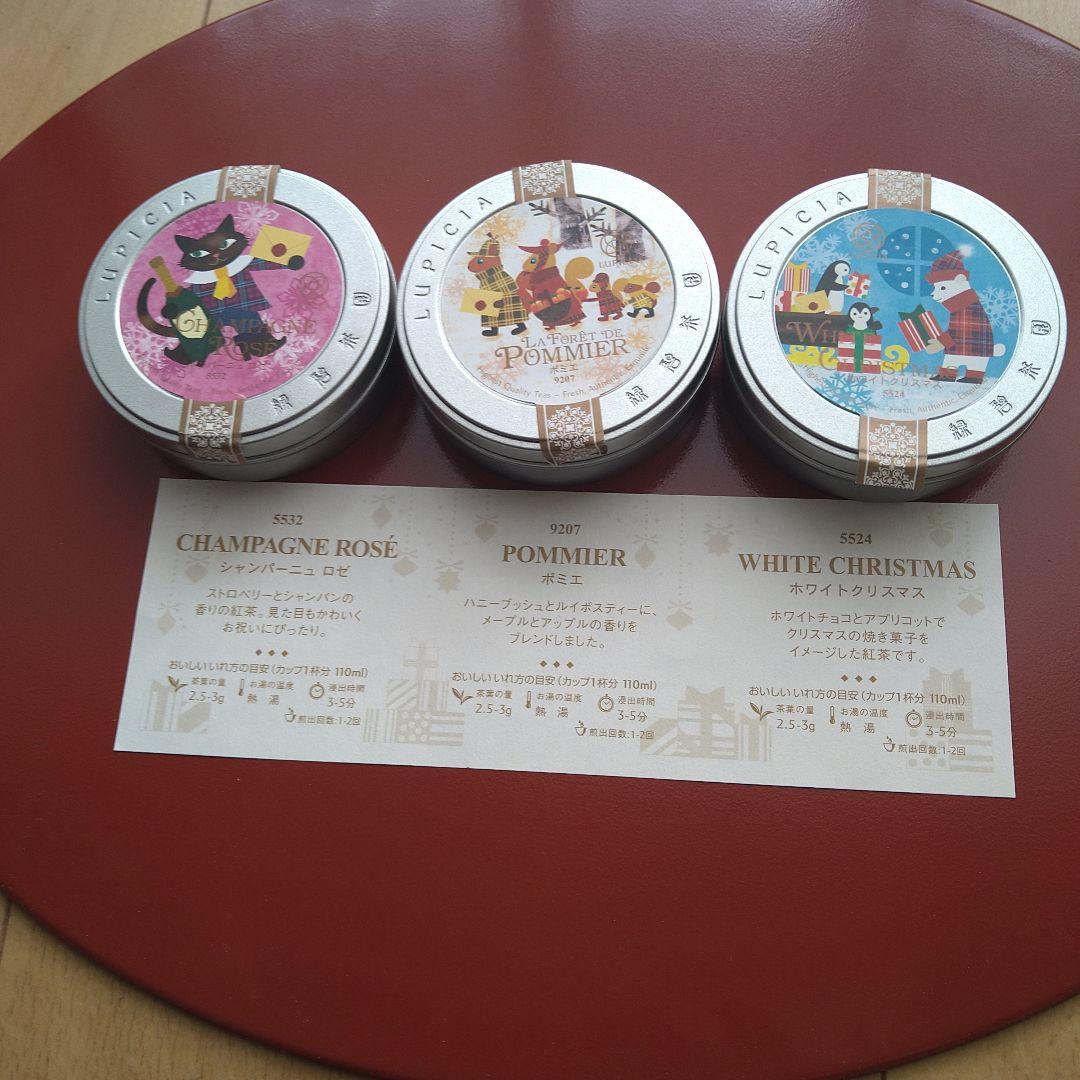 LUPICIA
CHAMPAGNE
ROSÉ
5532
緑碧茶園
LUPICIA
LA FORÊT DE
POMMIER
ポミエ
9207
Highest Quality Teas – Fresh, Authentic,
緑碧茶園
LUPICIA
WHITE
CHRISTMAS
ホワイトクリスマス
5524
Fresh, Authentic,
緑碧茶園
5532
CHAMPAGNE ROSÉ
シャンパーニュ ロゼ
ストロベリーとシャンパンの
香りの紅茶。見た目もかわいく
お祝いにぴったり。
おいしいいれ方の目安(カップ1杯分 110ml)
茶葉の量
2.5-3g
お湯の温度
熱 湯
浸出時間
3-5分
煎出回数:1-2回
9207
POMMIER
ポミエ
ハニーブッシュとルイボスティーに、
メープルとアップルの香りを
ブレンドしました。
おいしいいれ方の目安(カップ1杯分 110ml)
茶葉の量
2.5-3g
お湯の温度
熱 湯
浸出時間
3-5分
煎出回数:1-2回
5524
WHITE CHRISTMAS
ホワイトクリスマス
ホワイトチョコとアプリコットで
クリスマスの焼き菓子を
イメージした紅茶です。
おいしいいれ方の目安(カップ1杯分 110ml)
茶葉の量
2.5-3g
お湯の温度
熱 湯
浸出時間
3-5分
煎出回数:1-2回